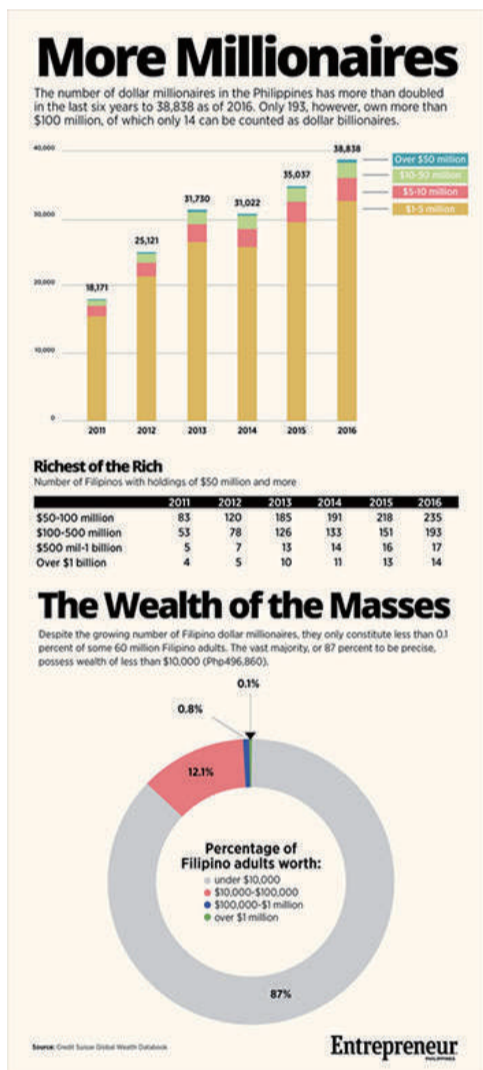 More Millionaires
The number of dollar millionaires in the Philippines has more than doubled
in the last six years to 38,838 as of 2016. Only 193, however, own more than
$100 million, of which only 14 can be counted as dollar billionaires.
40,000
38,838
Over $50 million
$10-50 million
$5-10 million
$1-5 million
35,037
31,730
31,022
30,000
25,121
20,000
18,171
10,000
0
2011 2012 2013 2014 2015 2016
Richest of the Rich
Number of Filipinos with holdings of $50 million and more
2011 2012 2013 2014 2015 2016
$50-100 million 83 120 185 191 218 235
$100-500 million 53 78 126 133 151 193
$500 mil-1 billion 5 7 13 14 16 17
Over $1 billion 4 5 10 11 13 14
The Wealth of the Masses
Despite the growing number of Filipino dollar millionaires, they only constitute less than 0.1
percent of some 60 million Filipino adults. The vast majority, or 87 percent to be precise,
possess wealth of less than $10,000 (Php496,860).
0.1%
0.8%
12.1%
Percentage of
Filipino adults worth:
under $10,000
$10,000-$100,000
$100,000-$1 million
over $1 million
87%
Source: Credit Suisse Global Wealth Databook
Entrepreneur
PHILIPPINES